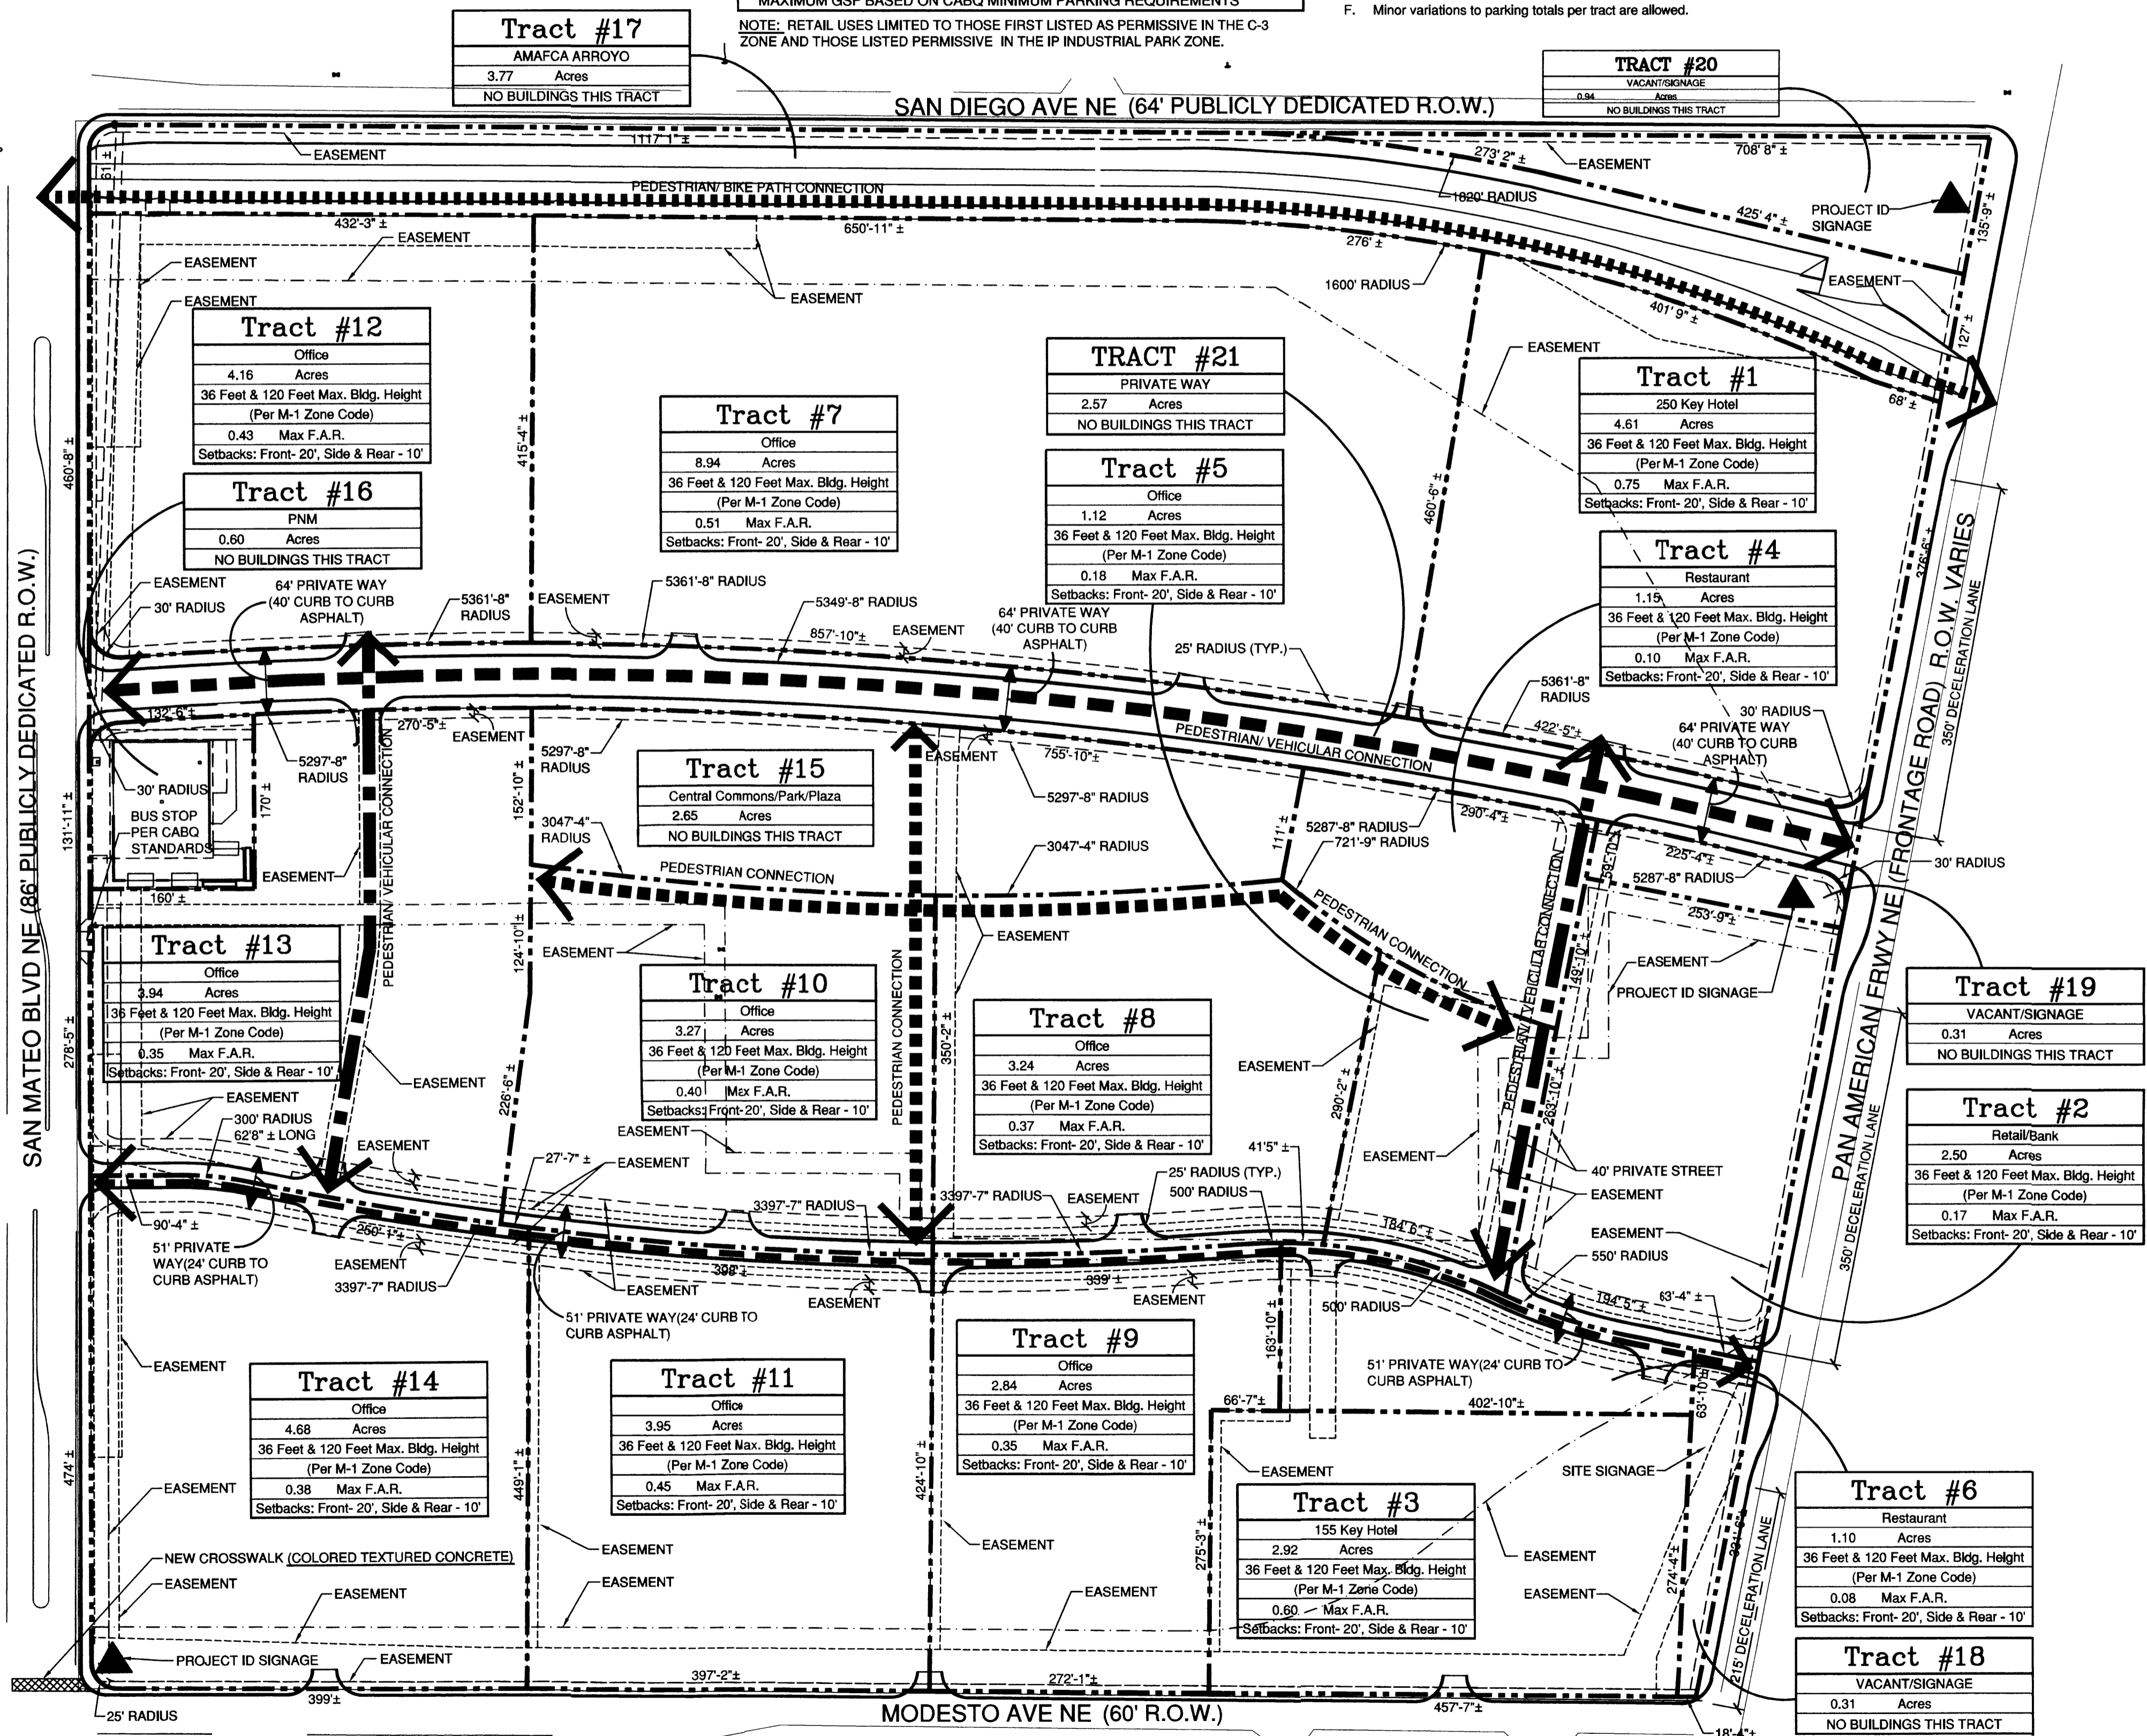 MAXIMUM GSF BASED ON CABQ MINIMUM PARKING REQUIREMENTS
NOTE: RETAIL USES LIMITED TO THOSE FIRST LISTED AS PERMISSIVE IN THE C-3
ZONE AND THOSE LISTED PERMISSIVE IN THE IP INDUSTRIAL PARK ZONE.
F. Minor variations to parking totals per tract are allowed.
Tract #17
AMAFCA ARROYO
3.77 Acres
NO BUILDINGS THIS TRACT
TRACT #20
VACANT/SIGNAGE
0.94 Acres
NO BUILDINGS THIS TRACT
SAN DIEGO AVE NE (64' PUBLICLY DEDICATED R.O.W.)
1117'1" ±
EASEMENT
61' ±
273' 2" ±
EASEMENT
708' 8" ±
PEDESTRIAN/ BIKE PATH CONNECTION
1820' RADIUS
425' 4" ±
PROJECT ID
SIGNAGE
135'-9" ±
432'-3" ±
EASEMENT
650'-11" ±
276' ±
1600' RADIUS
EASEMENT
EASEMENT
EASEMENT
EASEMENT
401' 9" ±
127' ±
68' ±
EASEMENT
Tract #12
Office
4.16 Acres
36 Feet & 120 Feet Max. Bldg. Height
(Per M-1 Zone Code)
0.43 Max F.A.R.
Setbacks: Front- 20', Side & Rear - 10'
Tract #7
Office
8.94 Acres
36 Feet & 120 Feet Max. Bldg. Height
(Per M-1 Zone Code)
0.51 Max F.A.R.
Setbacks: Front- 20', Side & Rear - 10'
TRACT #21
PRIVATE WAY
2.57 Acres
NO BUILDINGS THIS TRACT
Tract #5
Office
1.12 Acres
36 Feet & 120 Feet Max. Bldg. Height
(Per M-1 Zone Code)
0.18 Max F.A.R.
Setbacks: Front- 20', Side & Rear - 10'
Tract #1
250 Key Hotel
4.61 Acres
36 Feet & 120 Feet Max. Bldg. Height
(Per M-1 Zone Code)
0.75 Max F.A.R.
Setbacks: Front- 20', Side & Rear - 10'
Tract #4
Restaurant
1.15 Acres
36 Feet & 120 Feet Max. Bldg. Height
(Per M-1 Zone Code)
0.10 Max F.A.R.
Setbacks: Front- 20', Side & Rear - 10'
Tract #16
PNM
0.60 Acres
NO BUILDINGS THIS TRACT
460'-8" ±
415'-4" ±
460'-6" ±
376'-6" ±
350' DECELERATION LANE
SAN MATEO BLVD NE (86' PUBLICLY DEDICATED R.O.W.)
PAN AMERICAN FRWY NE (FRONTAGE ROAD) R.O.W. VARIES
EASEMENT
30' RADIUS
64' PRIVATE WAY
(40' CURB TO CURB
ASPHALT)
5361'-8"
RADIUS
EASEMENT
5361'-8" RADIUS
857'-10" ±
5349'-8" RADIUS
EASEMENT
64' PRIVATE WAY
(40' CURB TO CURB
ASPHALT)
25' RADIUS (TYP.)
5361'-8"
RADIUS
422'-5" ±
30' RADIUS
64' PRIVATE WAY
(40' CURB TO CURB
ASPHALT)
132'-6" ±
270'-5" ±
EASEMENT
5297'-8"
RADIUS
5297'-8"
RADIUS
PEDESTRIAN/ VEHICULAR CONNECTION
EASEMENT
755'-10" ±
5297'-8" RADIUS
290'-4" ±
5287'-8" RADIUS
721'-9" RADIUS
225'-4" ±
5287'-8" RADIUS
30' RADIUS
30' RADIUS
BUS STOP
PER CABQ
STANDARDS
170' ±
131'-11" ±
160' ±
EASEMENT
PEDESTRIAN/ VEHICULAR CONNECTION
152'-10" ±
3047'-4"
RADIUS
Tract #15
Central Commons/Park/Plaza
2.65 Acres
NO BUILDINGS THIS TRACT
PEDESTRIAN CONNECTION
3047'-4" RADIUS
111' ±
PEDESTRIAN CONNECTION
PEDESTRIAN/ VEHICULAR CONNECTION
253'-9" ±
EASEMENT
PROJECT ID SIGNAGE
Tract #13
Office
3.94 Acres
36 Feet & 120 Feet Max. Bldg. Height
(Per M-1 Zone Code)
0.35 Max F.A.R.
Setbacks: Front- 20', Side & Rear - 10'
278'-5" ±
124'-10" ±
EASEMENT
EASEMENT
Tract #10
Office
3.27 Acres
36 Feet & 120 Feet Max. Bldg. Height
(Per M-1 Zone Code)
0.40 Max F.A.R.
Setbacks: Front- 20', Side & Rear - 10'
PEDESTRIAN CONNECTION
350'-2" ±
EASEMENT
Tract #8
Office
3.24 Acres
36 Feet & 120 Feet Max. Bldg. Height
(Per M-1 Zone Code)
0.37 Max F.A.R.
Setbacks: Front- 20', Side & Rear - 10'
EASEMENT
290'-2" ±
263'-10" ±
Tract #19
VACANT/SIGNAGE
0.31 Acres
NO BUILDINGS THIS TRACT
Tract #2
Retail/Bank
2.50 Acres
36 Feet & 120 Feet Max. Bldg. Height
(Per M-1 Zone Code)
0.17 Max F.A.R.
Setbacks: Front- 20', Side & Rear - 10'
350' DECELERATION LANE
226'-6" ±
EASEMENT
300' RADIUS
62'8" ± LONG
EASEMENT
EASEMENT
27'-7" ±
EASEMENT
3397'-7" RADIUS
3397'-7" RADIUS
EASEMENT
25' RADIUS (TYP.)
500' RADIUS
41'5" ±
EASEMENT
184' 6" ±
40' PRIVATE STREET
EASEMENT
EASEMENT
550' RADIUS
90'-4" ±
51' PRIVATE
WAY(24' CURB TO
CURB ASPHALT)
250'-1" ±
EASEMENT
3397'-7" RADIUS
398' ±
EASEMENT
51' PRIVATE WAY(24' CURB TO
CURB ASPHALT)
EASEMENT
339' ±
EASEMENT
500' RADIUS
194' 5" ±
63'-4" ±
51' PRIVATE WAY(24' CURB TO
CURB ASPHALT)
163'-10" ±
66'-7" ±
402'-10" ±
63'-10" ±
EASEMENT
Tract #14
Office
4.68 Acres
36 Feet & 120 Feet Max. Bldg. Height
(Per M-1 Zone Code)
0.38 Max F.A.R.
Setbacks: Front- 20', Side & Rear - 10'
Tract #11
Office
3.95 Acres
36 Feet & 120 Feet Max. Bldg. Height
(Per M-1 Zone Code)
0.45 Max F.A.R.
Setbacks: Front- 20', Side & Rear - 10'
Tract #9
Office
2.84 Acres
36 Feet & 120 Feet Max. Bldg. Height
(Per M-1 Zone Code)
0.35 Max F.A.R.
Setbacks: Front- 20', Side & Rear - 10'
Tract #3
155 Key Hotel
2.92 Acres
36 Feet & 120 Feet Max. Bldg. Height
(Per M-1 Zone Code)
0.60 Max F.A.R.
Setbacks: Front- 20', Side & Rear - 10'
Tract #6
Restaurant
1.10 Acres
36 Feet & 120 Feet Max. Bldg. Height
(Per M-1 Zone Code)
0.08 Max F.A.R.
Setbacks: Front- 20', Side & Rear - 10'
Tract #18
VACANT/SIGNAGE
0.31 Acres
NO BUILDINGS THIS TRACT
474' ±
449'-1" ±
424'-10" ±
275'-3" ±
274'-4" ±
EASEMENT
SITE SIGNAGE
EASEMENT
NEW CROSSWALK (COLORED TEXTURED CONCRETE)
EASEMENT
EASEMENT
EASEMENT
EASEMENT
EASEMENT
EASEMENT
EASEMENT
EASEMENT
215' DECELERATION LANE
PROJECT ID SIGNAGE
EASEMENT
397'-2" ±
272'-1" ±
399' ±
457'-7" ±
18'-4" ±
25' RADIUS
MODESTO AVE NE (60' R.O.W.)